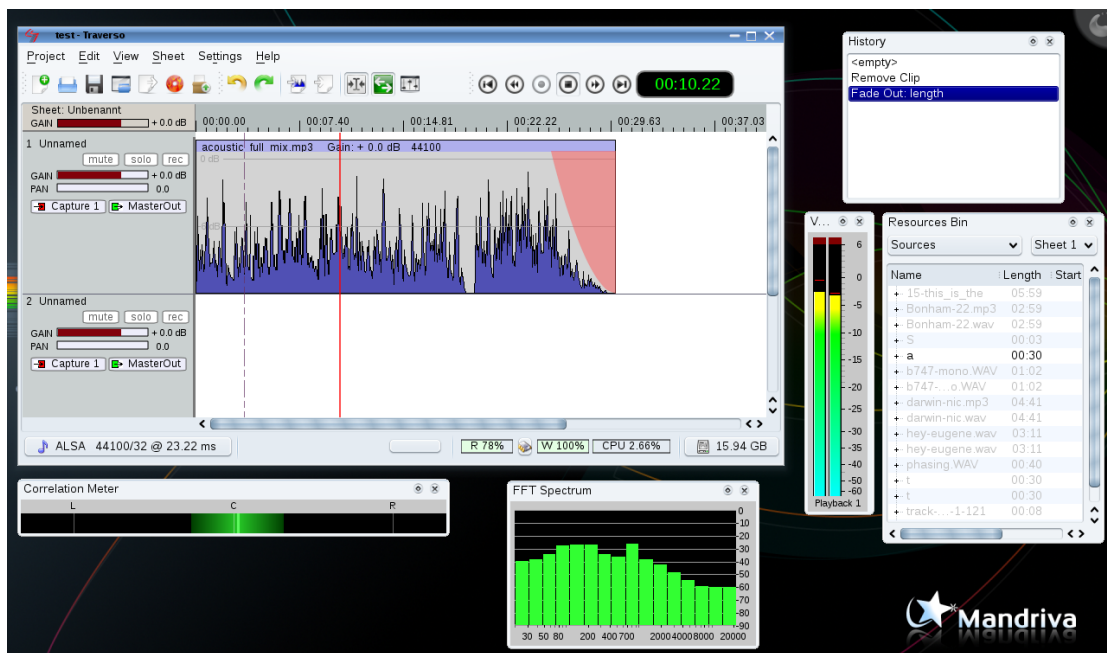 test - Traverso
Project Edit View Sheet Settings Help
00:10.22
Sheet: Unbenannt
GAIN + 0.0 dB
00:00.00 00:07.40 00:14.81 00:22.22 00:29.63 00:37.03
1 Unnamed
mute solo rec
GAIN + 0.0 dB
PAN 0.0
Capture 1 MasterOut
acoustic_full_mix.mp3 Gain: + 0.0 dB 44100
0 dB
2 Unnamed
mute solo rec
GAIN + 0.0 dB
PAN 0.0
Capture 1 MasterOut
ALSA 44100/32 @ 23.22 ms
R 78% W 100% CPU 2.66% 15.94 GB
History
<empty>
Remove Clip
Fade Out: length
V...
6
0
-5
-10
-15
-20
-25
-30
-35
-40
-50
-60
Playback 1
Resources Bin
Sources Sheet 1
Name Length Start
15-this_is_the 05:59
Bonham-22.mp3 02:59
Bonham-22.wav 02:59
S 00:03
a 00:30
b747-mono.WAV 01:02
b747-...o.WAV 01:02
darwin-nic.mp3 04:41
darwin-nic.wav 04:41
hey-eugene.wav 03:11
hey-eugene.wav 03:11
phasing.WAV 00:40
t 00:30
t 00:30
track-...-1-121 00:08
Correlation Meter
L C R
FFT Spectrum
0
-10
-20
-30
-40
-50
-60
-70
-80
-90
30 50 80 200 400 700 2000 4000 8000 20000
Mandriva